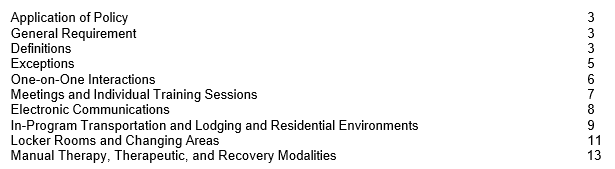 Application of Policy 3
General Requirement 3
Definitions 3
Exceptions 5
One-on-One Interactions 6
Meetings and Individual Training Sessions 7
Electronic Communications 8
In-Program Transportation and Lodging and Residential Environments 9
Locker Rooms and Changing Areas 11
Manual Therapy, Therapeutic, and Recovery Modalities 13